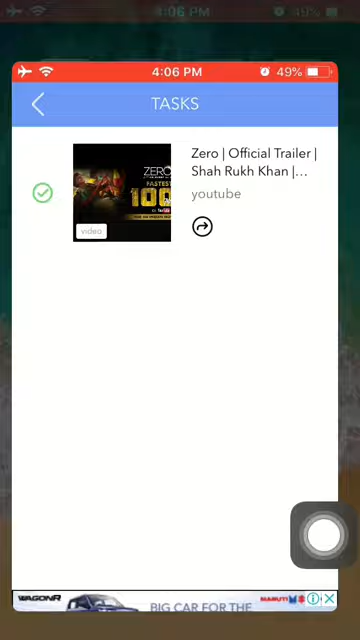 4:06 PM
49%
4:06 PM
49%
TASKS
Zero | Official Trailer |
Shah Rukh Khan |...
youtube
ZERO
FASTEST
100
video
WAGONR
MARUTI
BIG CAR FOR THE